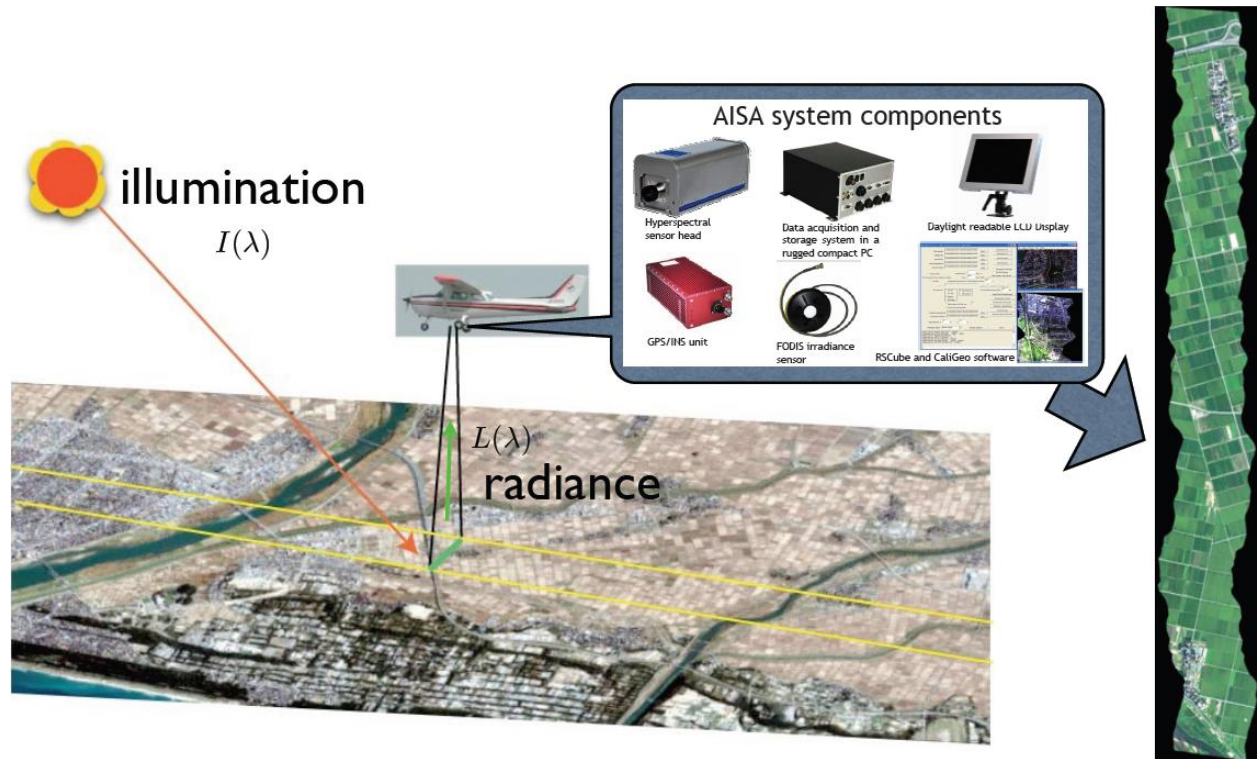 AISA system components
illumination
I(λ)
Hyperspectral
sensor head
Data acquisition and
storage system in a
rugged compact PC
Daylight readable LCD Display
GPS/INS unit
FODIS irradiance
sensor
RSCube and CaliGeo software
L(λ)
radiance